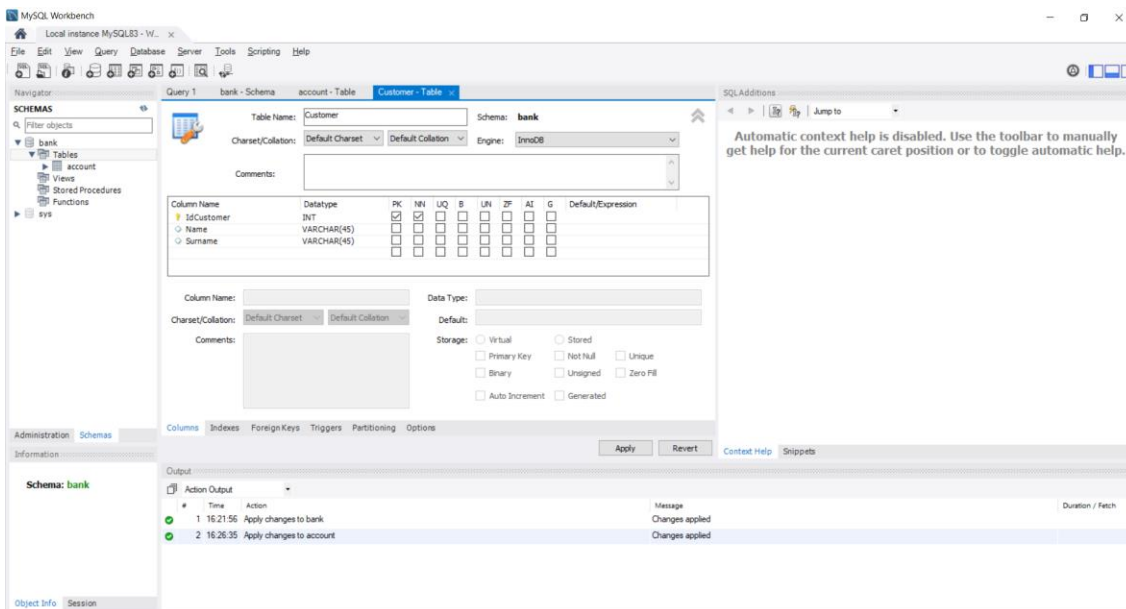 MySQL Workbench
Local instance MySQL83 - W...
File Edit View Query Database Server Tools Scripting Help
Navigator
SCHEMAS
Filter objects
bank
Tables
account
Views
Stored Procedures
Functions
sys
Administration Schemas
Information
Schema: bank
Object Info Session
Query 1 bank - Schema account - Table Customer - Table
Table Name: Customer Schema: bank
Charset/Collation: Default Charset Default Collation Engine: InnoDB
Comments:
Column Name Datatype PK NN UQ B UN ZF AI G Default/Expression
IdCustomer INT
Name VARCHAR(45)
Surname VARCHAR(45)
Column Name: Data Type:
Charset/Collation: Default Charset Default Collation Default:
Comments: Storage: Virtual Stored
Primary Key Not Null Unique
Binary Unsigned Zero Fill
Auto Increment Generated
Columns Indexes Foreign Keys Triggers Partitioning Options
Apply Revert
SQLAdditions
Jump to
Automatic context help is disabled. Use the toolbar to manually
get help for the current caret position or to toggle automatic help.
Context Help Snippets
Output
Action Output
# Time Action Message Duration / Fetch
1 16:21:56 Apply changes to bank Changes applied
2 16:26:35 Apply changes to account Changes applied